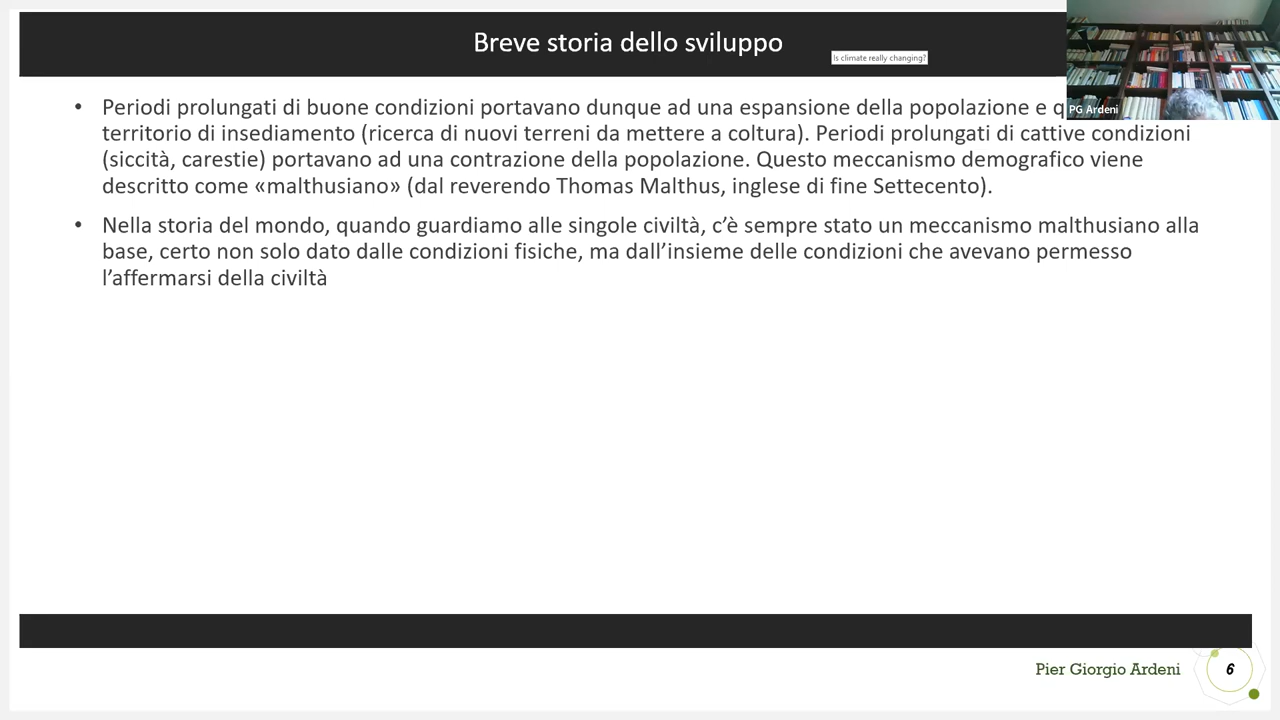 Breve storia dello sviluppo
Is climate really changing?
PG Ardeni
• Periodi prolungati di buone condizioni portavano dunque ad una espansione della popolazione e
territorio di insediamento (ricerca di nuovi terreni da mettere a coltura). Periodi prolungati di cattive condizioni
(siccità, carestie) portavano ad una contrazione della popolazione. Questo meccanismo demografico viene
descritto come «malthusiano» (dal reverendo Thomas Malthus, inglese di fine Settecento).
• Nella storia del mondo, quando guardiamo alle singole civiltà, c’è sempre stato un meccanismo malthusiano alla
base, certo non solo dato dalle condizioni fisiche, ma dall’insieme delle condizioni che avevano permesso
l’affermarsi della civiltà
Pier Giorgio Ardeni
6